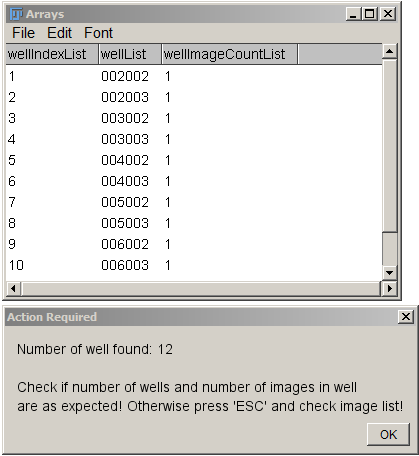 Arrays
File Edit Font
wellIndexList wellList wellImageCountList
1 002002 1
2 002003 1
3 003002 1
4 003003 1
5 004002 1
6 004003 1
7 005002 1
8 005003 1
9 006002 1
10 006003 1
Action Required
Number of well found: 12
Check if number of wells and number of images in well
are as expected! Otherwise press 'ESC' and check image list!
OK